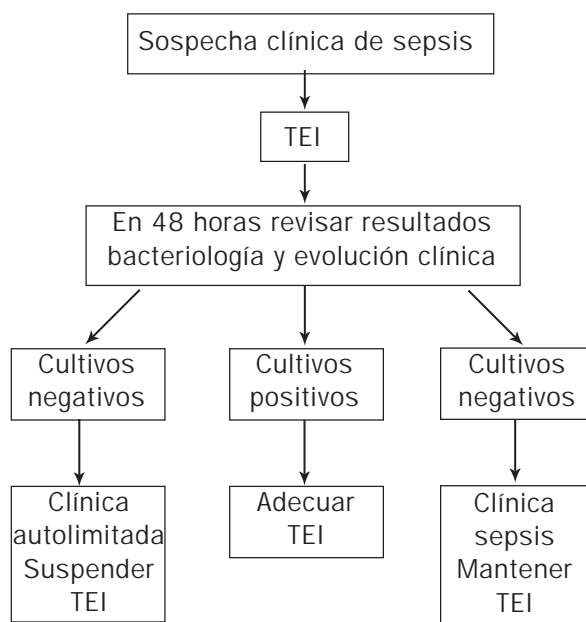 Sospecha clínica de sepsis
TEI
En 48 horas revisar resultados
bacteriología y evolución clínica
Cultivos
negativos
Cultivos
positivos
Cultivos
negativos
Clínica
autolimitada
Suspender
TEI
Adecuar
TEI
Clínica
sepsis
Mantener
TEI